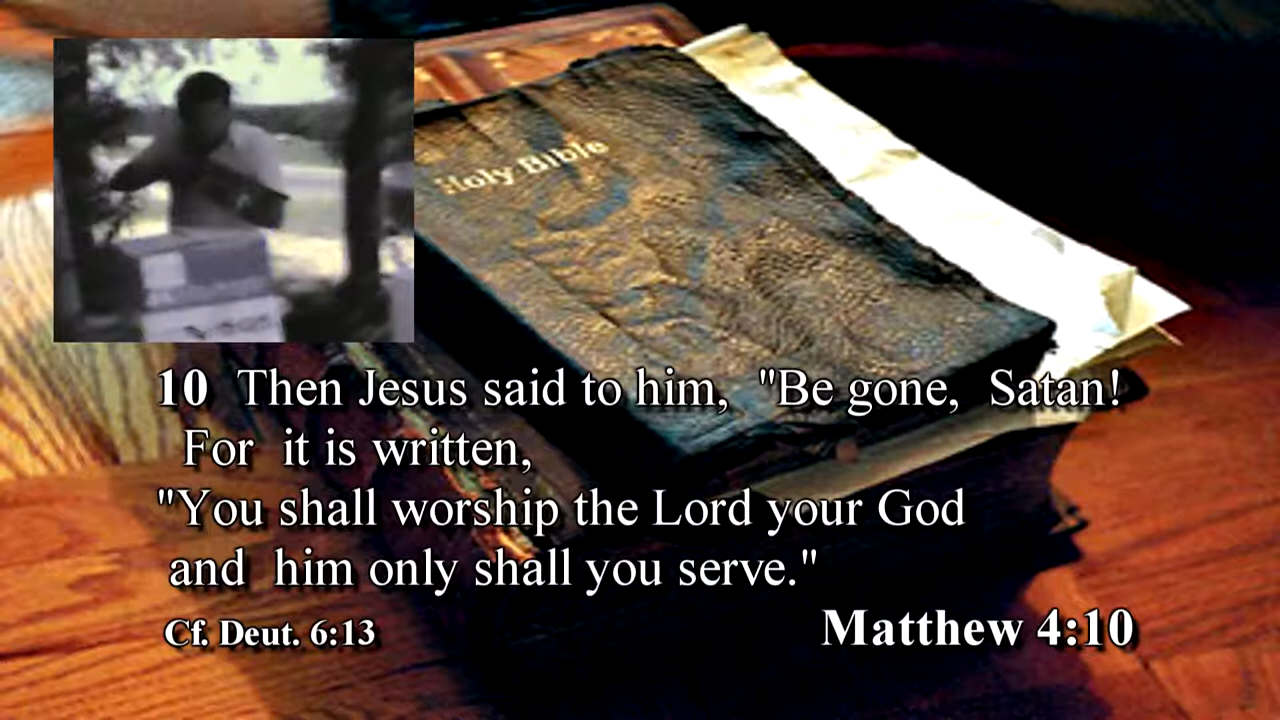 Holy Bible
10 Then Jesus said to him, "Be gone, Satan!
For it is written,
"You shall worship the Lord your God
and him only shall you serve."
Cf. Deut. 6:13
Matthew 4:10